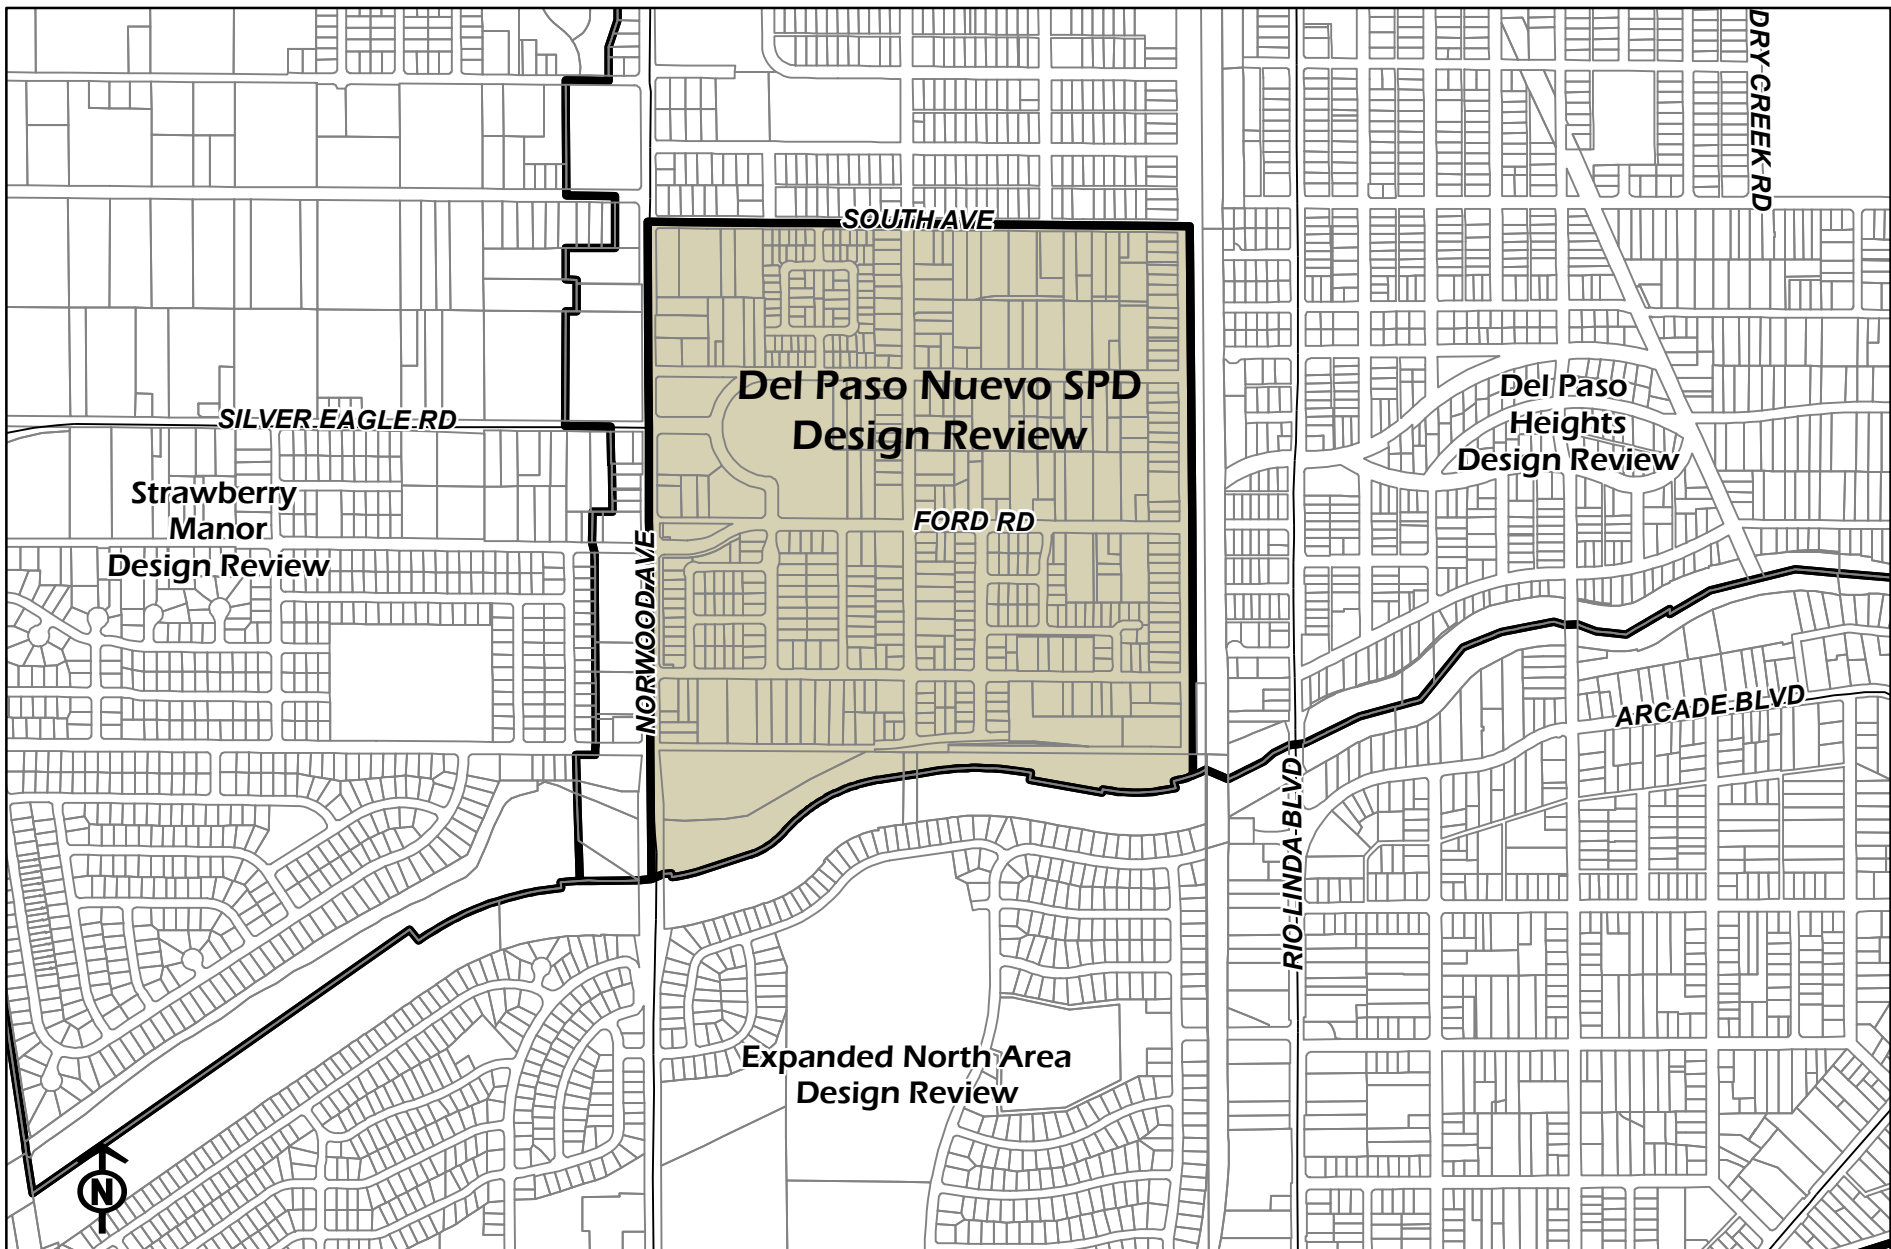 DRY CREEK RD
SOUTH AVE
Del Paso Nuevo SPD
Design Review
Del Paso
Heights
Design Review
SILVER EAGLE RD
Strawberry
Manor
Design Review
FORD RD
NORWOOD AVE
ARCADE BLVD
RIO LINDA BLVD
Expanded North Area
Design Review
N